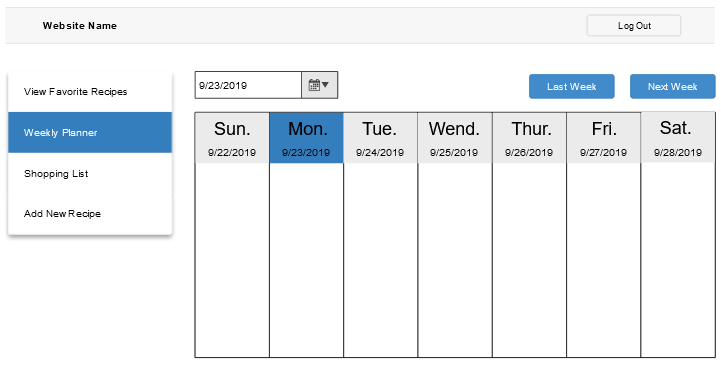 Website Name
Log Out
View Favorite Recipes
Weekly Planner
Shopping List
Add New Recipe
9/23/2019
Last Week
Next Week
Sun. Mon. Tue. Wend. Thur. Fri. Sat.
9/22/2019 9/23/2019 9/24/2019 9/25/2019 9/26/2019 9/27/2019 9/28/2019